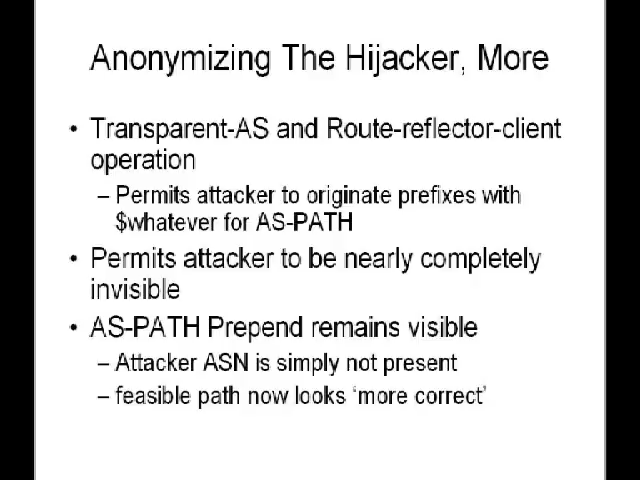 Anonymizing The Hijacker, More
• Transparent-AS and Route-reflector-client
operation
– Permits attacker to originate prefixes with
$whatever for AS-PATH
• Permits attacker to be nearly completely
invisible
• AS-PATH Prepend remains visible
– Attacker ASN is simply not present
– feasible path now looks ‘more correct’